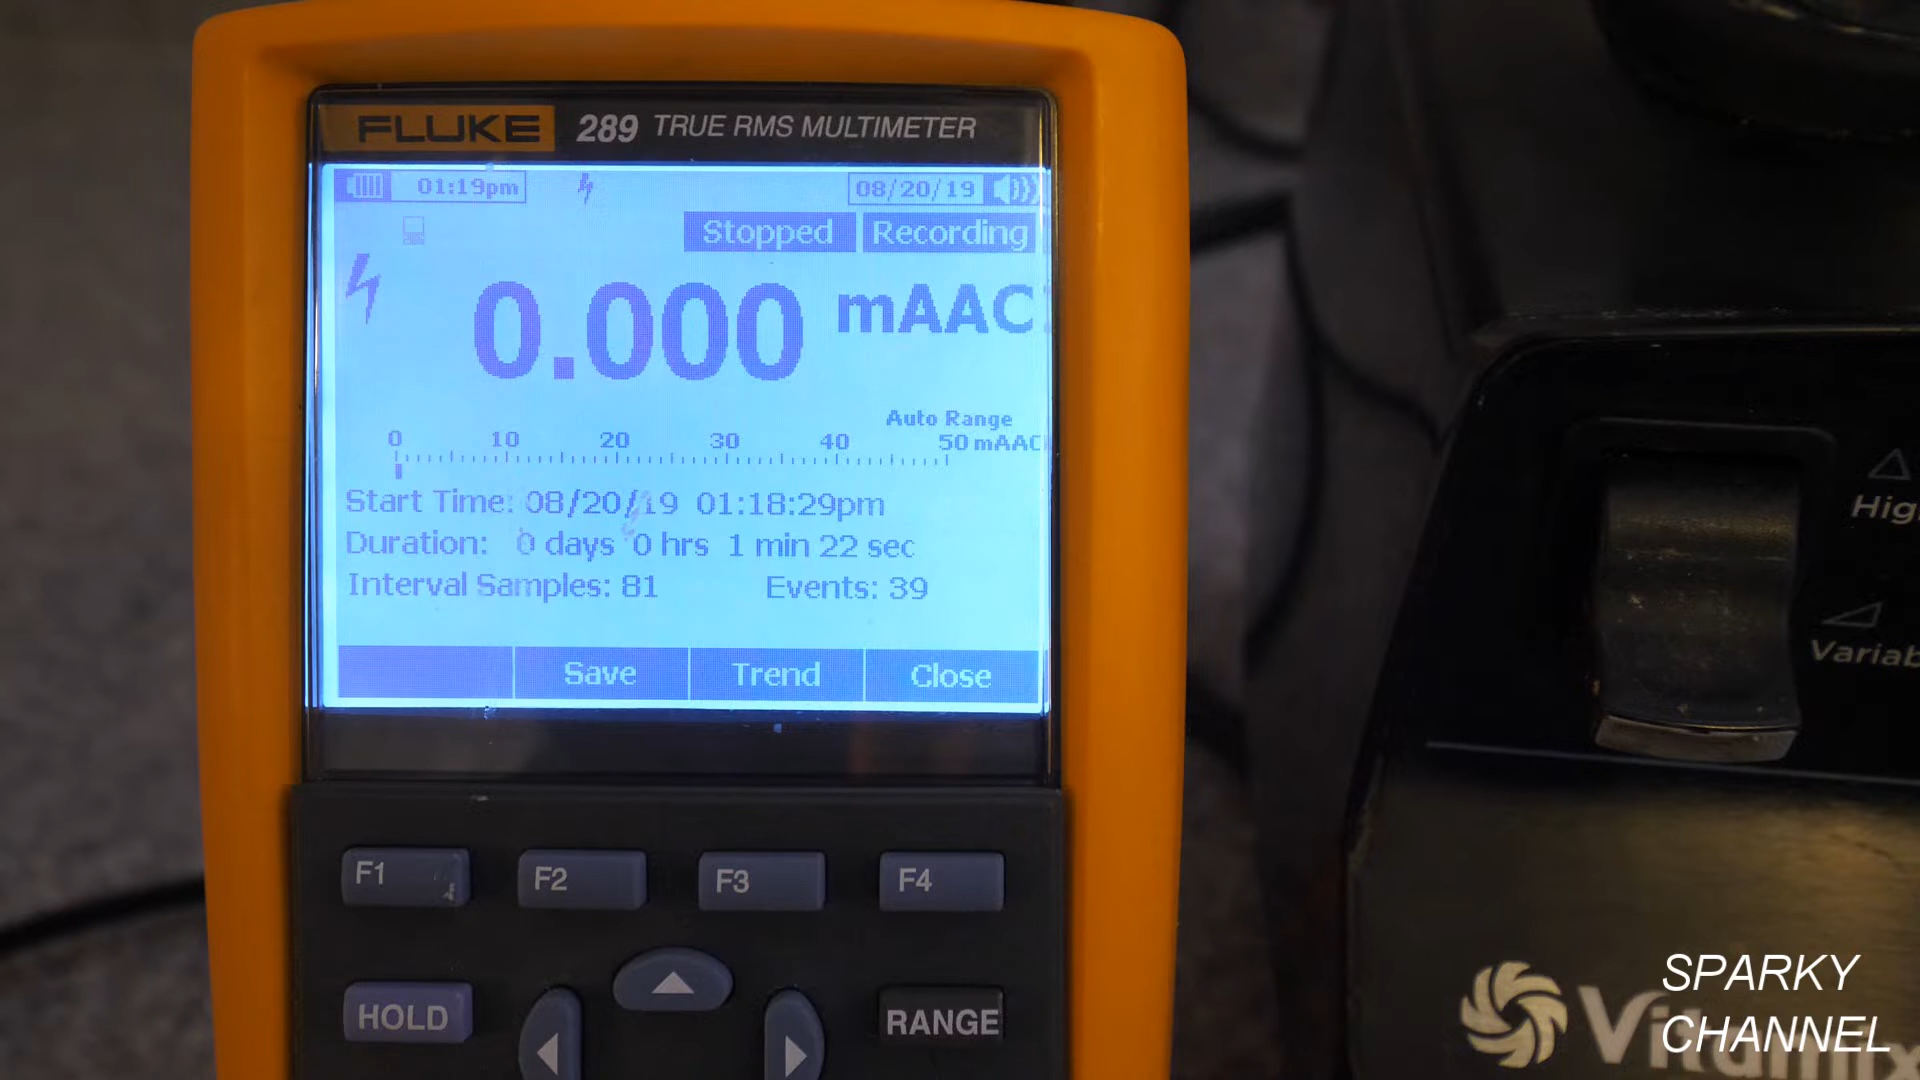 FLUKE 289 TRUE RMS MULTIMETER
01:19pm 08/20/19
Stopped Recording
0.000 mAAC
Auto Range
0 10 20 30 40 50 mAAC
Start Time: 08/20/19 01:18:29pm
Duration: 0 days 0 hrs 1 min 22 sec
Interval Samples: 81 Events: 39
Save Trend Close
F1 F2 F3 F4
HOLD RANGE
High
Variab
Vitamix
SPARKY
CHANNEL